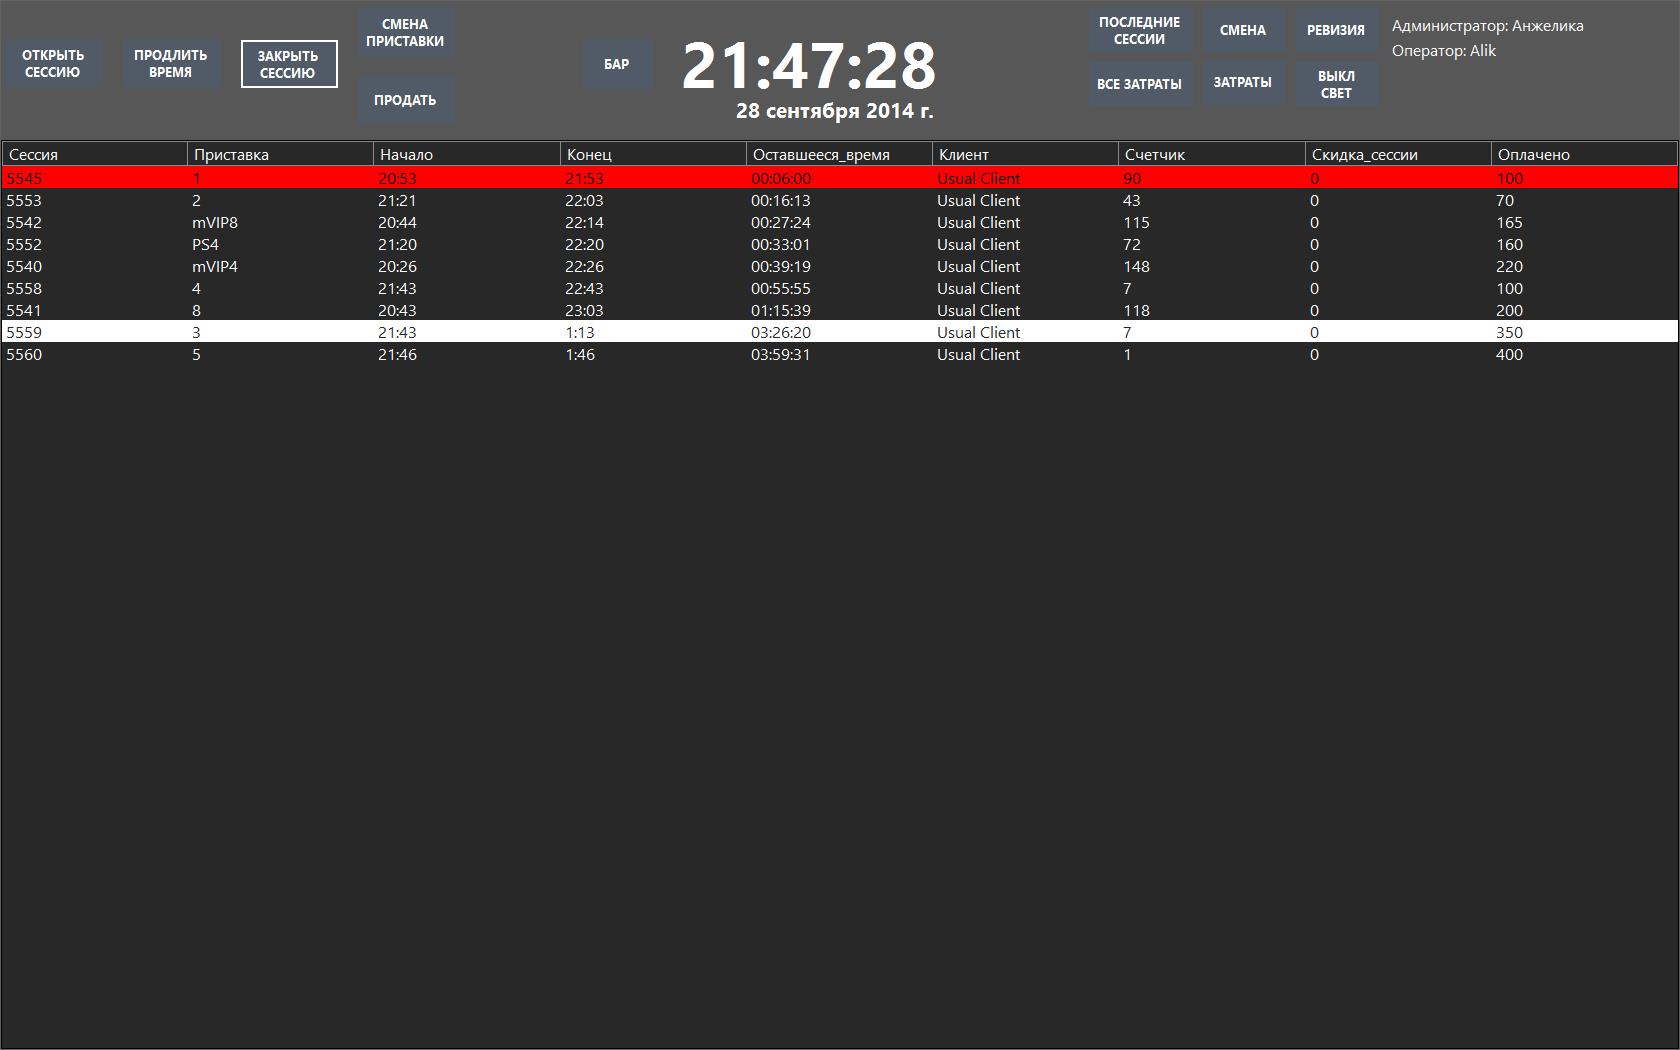 ОТКРЫТЬ
СЕССИЮ
ПРОДЛИТЬ
ВРЕМЯ
ЗАКРЫТЬ
СЕССИЮ
СМЕНА
ПРИСТАВКИ
ПРОДАТЬ
БАР
21:47:28
28 сентября 2014 г.
ПОСЛЕДНИЕ
СЕССИИ
СМЕНА
РЕВИЗИЯ
ВСЕ ЗАТРАТЫ
ЗАТРАТЫ
ВЫКЛ
СВЕТ
Администратор: Анжелика
Оператор: Alik
Сессия Приставка Начало Конец Оставшееся_время Клиент Счетчик Скидка_сессии Оплачено
5545 1 20:53 21:53 00:06:00 Usual Client 90 0 100
5553 2 21:21 22:03 00:16:13 Usual Client 43 0 70
5542 mVIP8 20:44 22:14 00:27:24 Usual Client 115 0 165
5552 PS4 21:20 22:20 00:33:01 Usual Client 72 0 160
5540 mVIP4 20:26 22:26 00:39:19 Usual Client 148 0 220
5558 4 21:43 22:43 00:55:55 Usual Client 7 0 100
5541 8 20:43 23:03 01:15:39 Usual Client 118 0 200
5559 3 21:43 1:13 03:26:20 Usual Client 7 0 350
5560 5 21:46 1:46 03:59:31 Usual Client 1 0 400